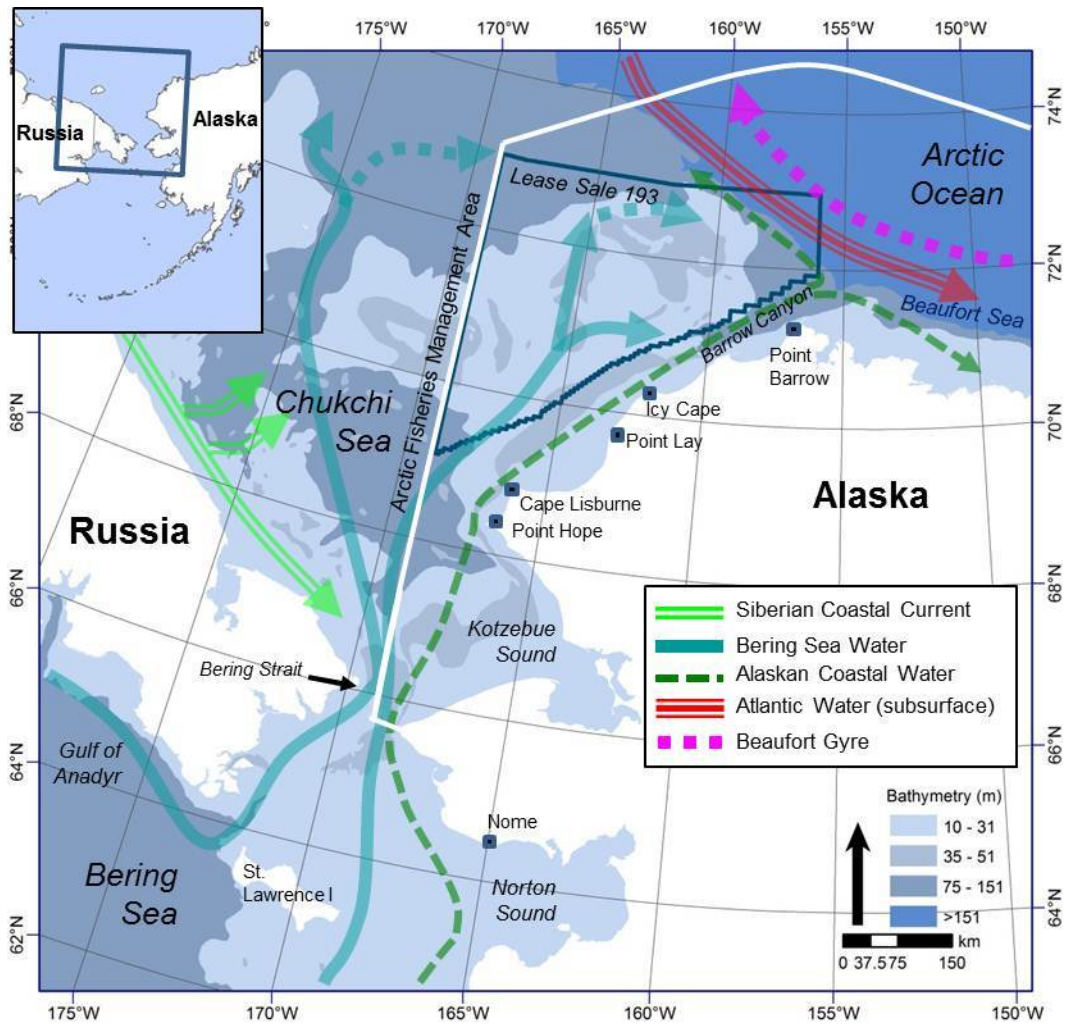 175°W
170°W
165°W
160°W
155°W
150°W
Russia
Alaska
74°N
72°N
70°N
68°N
66°N
64°N
Arctic
Ocean
Lease Sale 193
Arctic Fisheries Management Area
Beaufort Sea
Barrow Canyon
Point
Barrow
Icy Cape
Point Lay
Chukchi
Sea
Cape Lisburne
Point Hope
Alaska
Russia
68°N
66°N
64°N
62°N
Kotzebue
Sound
Bering Strait
Gulf of
Anadyr
Nome
St.
Lawrence I
Norton
Sound
Bering
Sea
Siberian Coastal Current
Bering Sea Water
Alaskan Coastal Water
Atlantic Water (subsurface)
Beaufort Gyre
Bathymetry (m)
10 - 31
35 - 51
75 - 151
>151
km
0 37.575 150
175°W
170°W
165°W
160°W
155°W
150°W